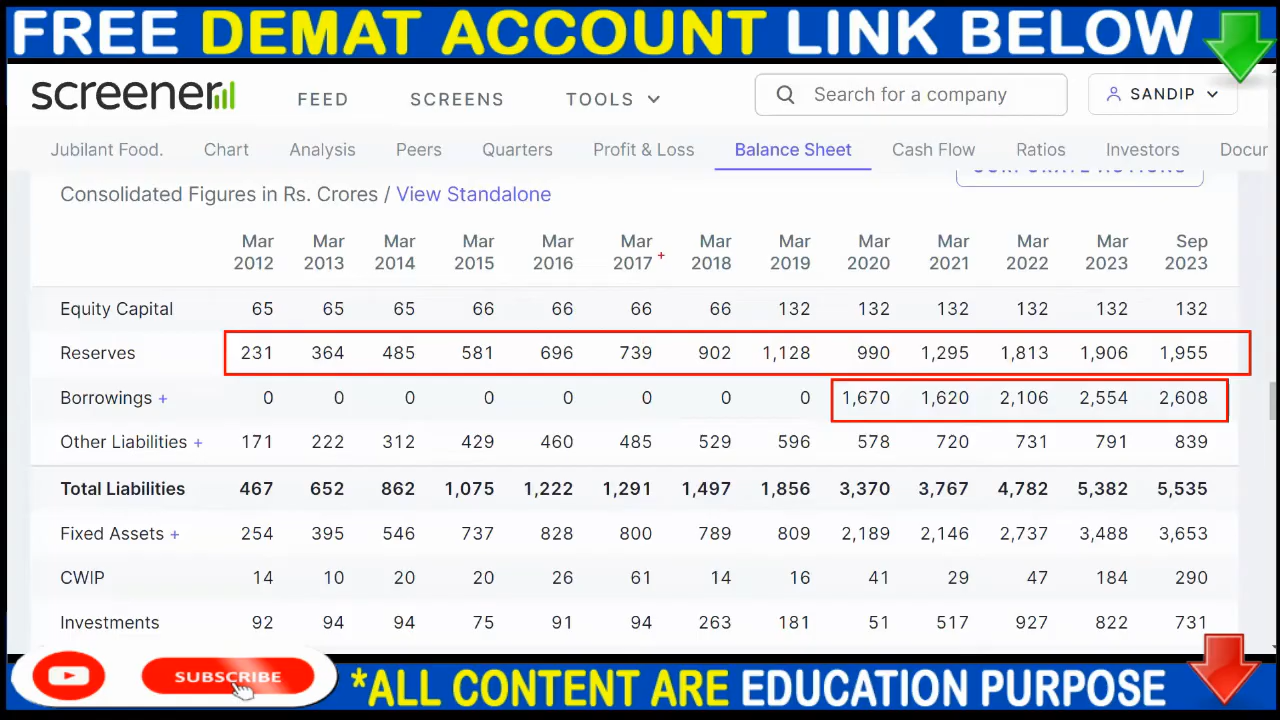 FREE DEMAT ACCOUNT LINK BELOW
screener FEED SCREENS TOOLS Search for a company SANDIP
Jubilant Food. Chart Analysis Peers Quarters Profit & Loss Balance Sheet Cash Flow Ratios Investors Docur
CORPORATE ACTIONS
Consolidated Figures in Rs. Crores / View Standalone
Mar Mar Mar Mar Mar Mar Mar Mar Mar Mar Mar Mar Sep
2012 2013 2014 2015 2016 2017 + 2018 2019 2020 2021 2022 2023 2023
Equity Capital 65 65 65 66 66 66 66 132 132 132 132 132 132
Reserves 231 364 485 581 696 739 902 1,128 990 1,295 1,813 1,906 1,955
Borrowings + 0 0 0 0 0 0 0 0 1,670 1,620 2,106 2,554 2,608
Other Liabilities + 171 222 312 429 460 485 529 596 578 720 731 791 839
Total Liabilities 467 652 862 1,075 1,222 1,291 1,497 1,856 3,370 3,767 4,782 5,382 5,535
Fixed Assets + 254 395 546 737 828 800 789 809 2,189 2,146 2,737 3,488 3,653
CWIP 14 10 20 20 26 61 14 16 41 29 47 184 290
Investments 92 94 94 75 91 94 263 181 51 517 927 822 731
SUBSCRIBE
*ALL CONTENT ARE EDUCATION PURPOSE